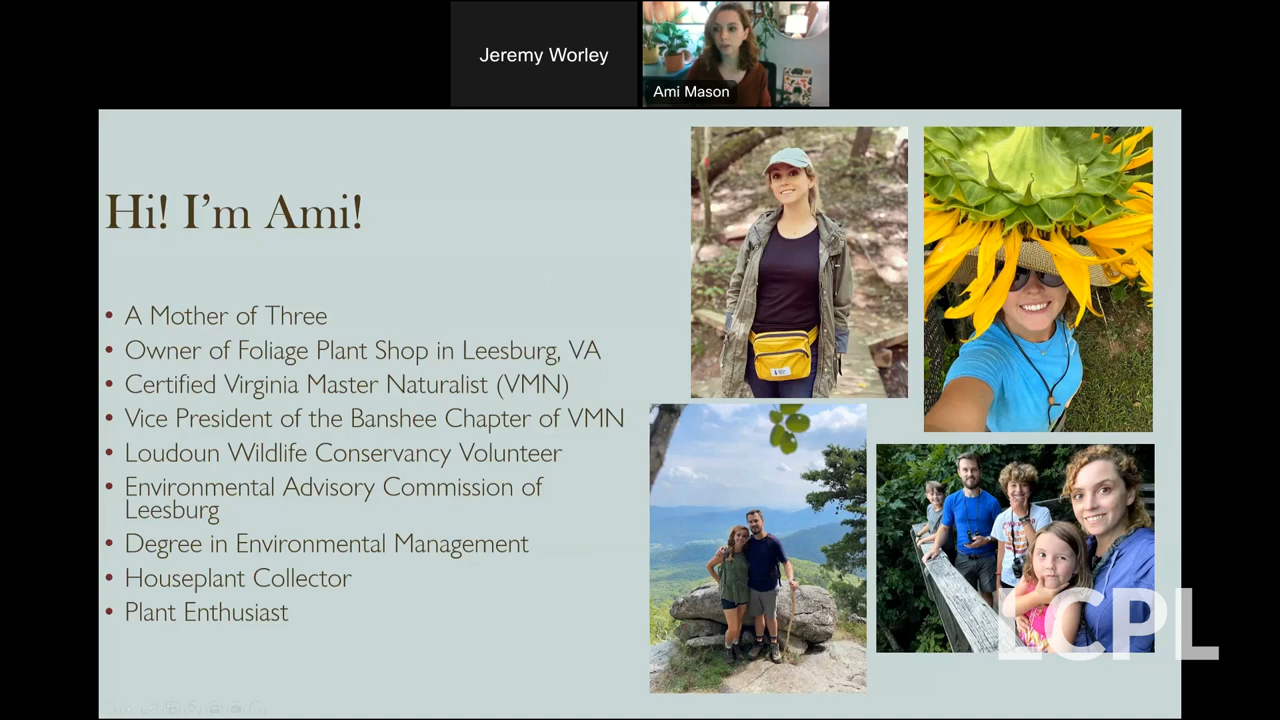 Jeremy Worley
Ami Mason
Hi! I'm Ami!
• A Mother of Three
• Owner of Foliage Plant Shop in Leesburg, VA
• Certified Virginia Master Naturalist (VMN)
• Vice President of the Banshee Chapter of VMN
• Loudoun Wildlife Conservancy Volunteer
• Environmental Advisory Commission of
Leesburg
• Degree in Environmental Management
• Houseplant Collector
• Plant Enthusiast
LCPL